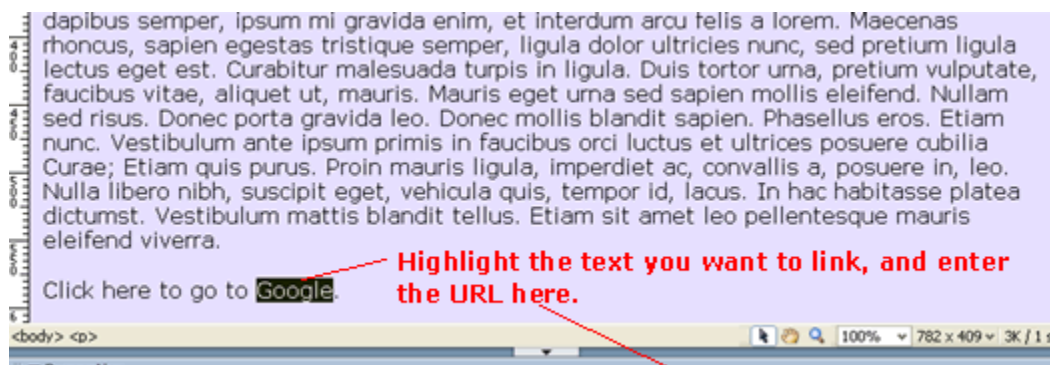 dapibus semper, ipsum mi gravida enim, et interdum arcu felis a lorem. Maecenas
rhoncus, sapien egestas tristique semper, ligula dolor ultricies nunc, sed pretium ligula
lectus eget est. Curabitur malesuada turpis in ligula. Duis tortor urna, pretium vulputate,
faucibus vitae, aliquet ut, mauris. Mauris eget urna sed sapien mollis eleifend. Nullam
sed risus. Donec porta gravida leo. Donec mollis blandit sapien. Phasellus eros. Etiam
nunc. Vestibulum ante ipsum primis in faucibus orci luctus et ultrices posuere cubilia
Curae; Etiam quis purus. Proin mauris ligula, imperdiet ac, convallis a, posuere in, leo.
Nulla libero nibh, suscipit eget, vehicula quis, tempor id, lacus. In hac habitasse platea
dictumst. Vestibulum mattis blandit tellus. Etiam sit amet leo pellentesque mauris
eleifend viverra.
Highlight the text you want to link, and enter
the URL here.
Click here to go to Google.
<body> <p> 100% 782 x 409 3K / 1 s